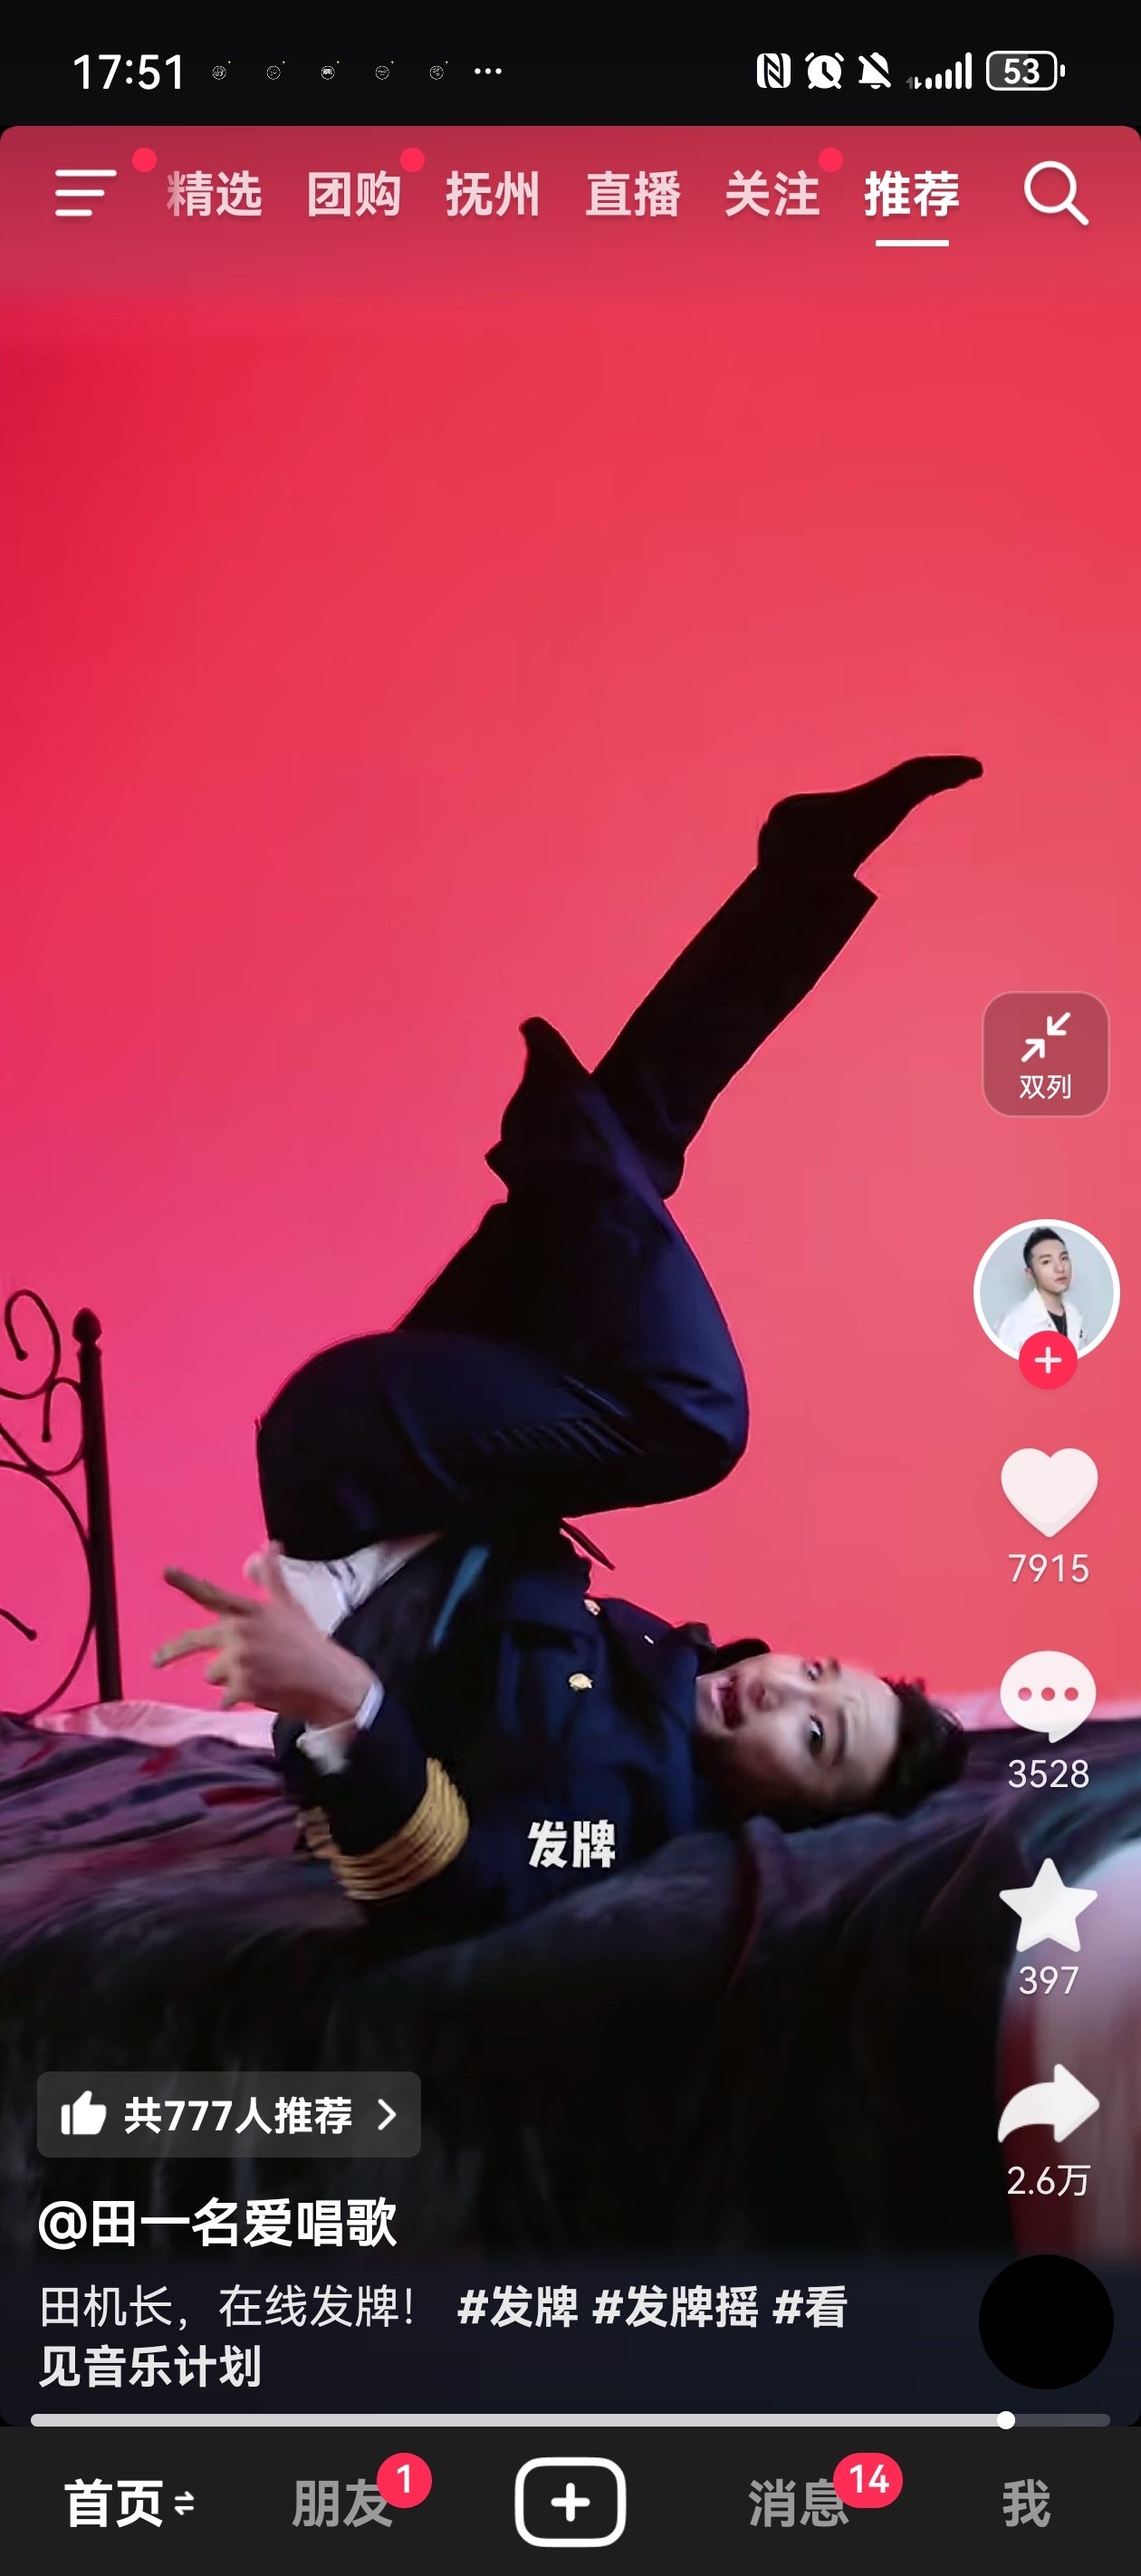 17:51
53
精选 团购 抚州 直播 关注 推荐
双列
7915
3528
发牌
397
共777人推荐
2.6万
@田一名爱唱歌
田机长，在线发牌！ #发牌 #发牌摇 #看
见音乐计划
首页 朋友 1 消息 14 我